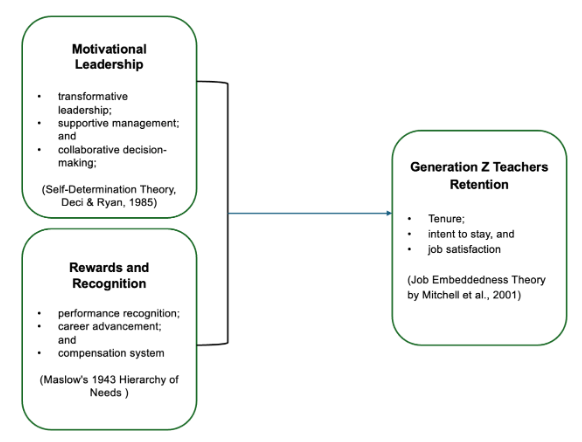 Motivational
Leadership
• transformative
leadership;
• supportive management;
and
• collaborative decision-
making;
(Self-Determination Theory,
Deci & Ryan, 1985)
Rewards and
Recognition
• performance recognition;
• career advancement;
and
• compensation system
(Maslow's 1943 Hierarchy of
Needs )
Generation Z Teachers
Retention
• Tenure;
• intent to stay, and
• job satisfaction
(Job Embeddedness Theory
by Mitchell et al., 2001)